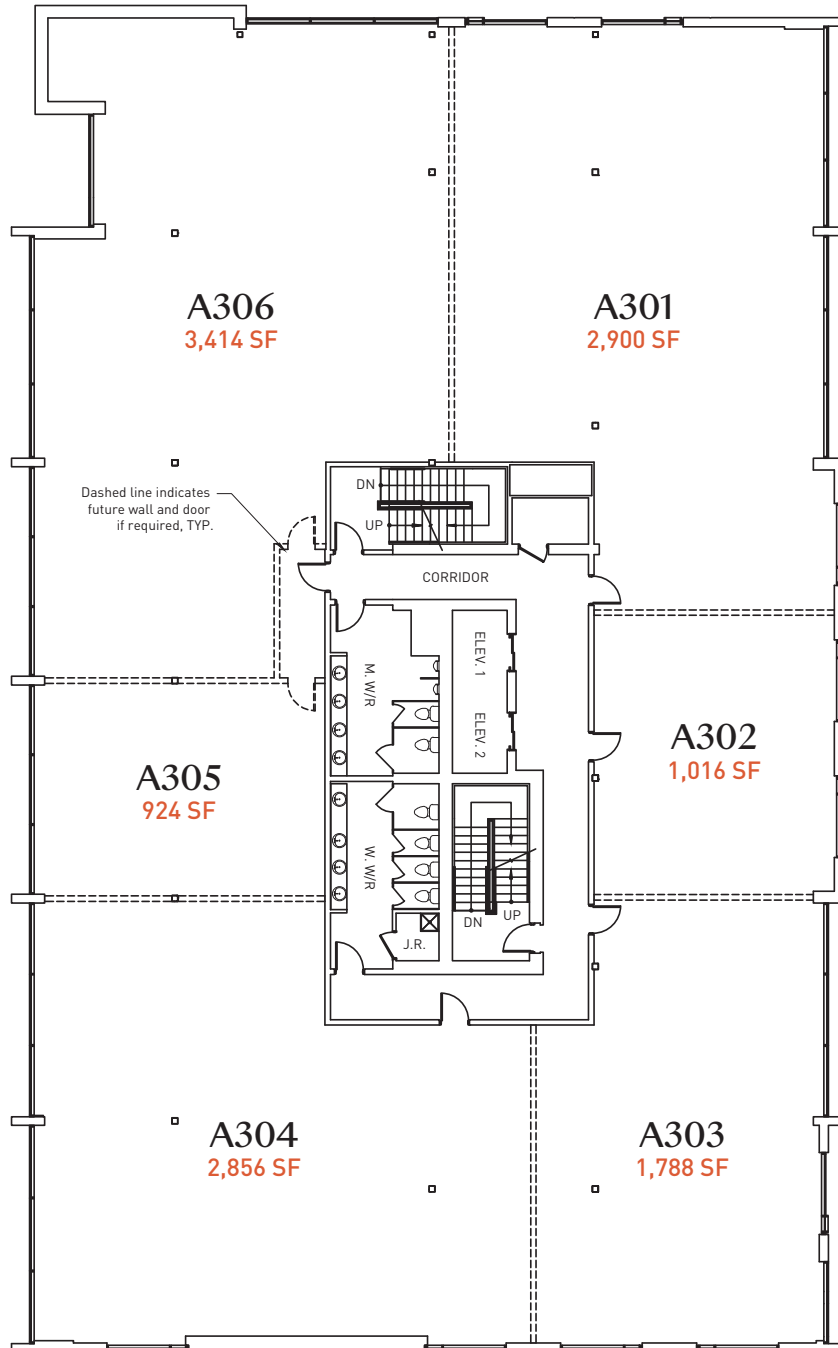 A306
3,414 SF
A301
2,900 SF
Dashed line indicates
future wall and door
if required, TYP.
DN
UP
CORRIDOR
M. W/R
ELEV. 1
ELEV. 2
A302
1,016 SF
A305
924 SF
W. W/R
J.R.
DN
UP
A304
2,856 SF
A303
1,788 SF